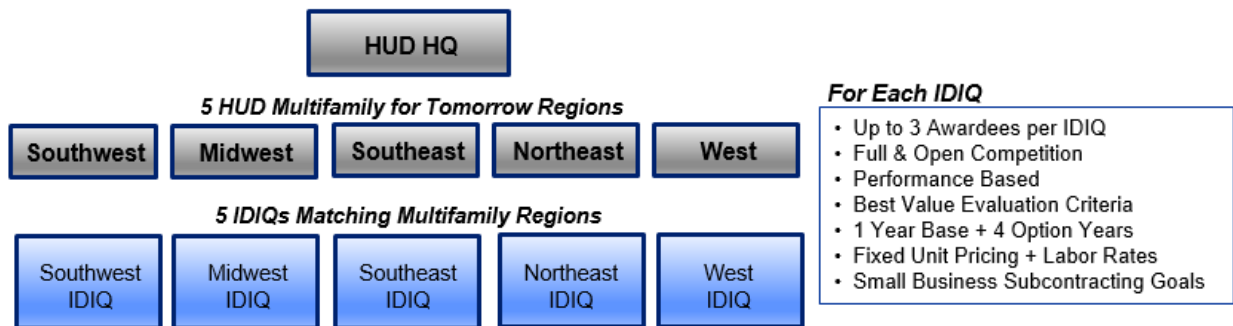 HUD HQ
5 HUD Multifamily for Tomorrow Regions
Southwest
Midwest
Southeast
Northeast
West
5 IDIQs Matching Multifamily Regions
Southwest
IDIQ
Midwest
IDIQ
Southeast
IDIQ
Northeast
IDIQ
West
IDIQ
For Each IDIQ
• Up to 3 Awardees per IDIQ
• Full & Open Competition
• Performance Based
• Best Value Evaluation Criteria
• 1 Year Base + 4 Option Years
• Fixed Unit Pricing + Labor Rates
• Small Business Subcontracting Goals